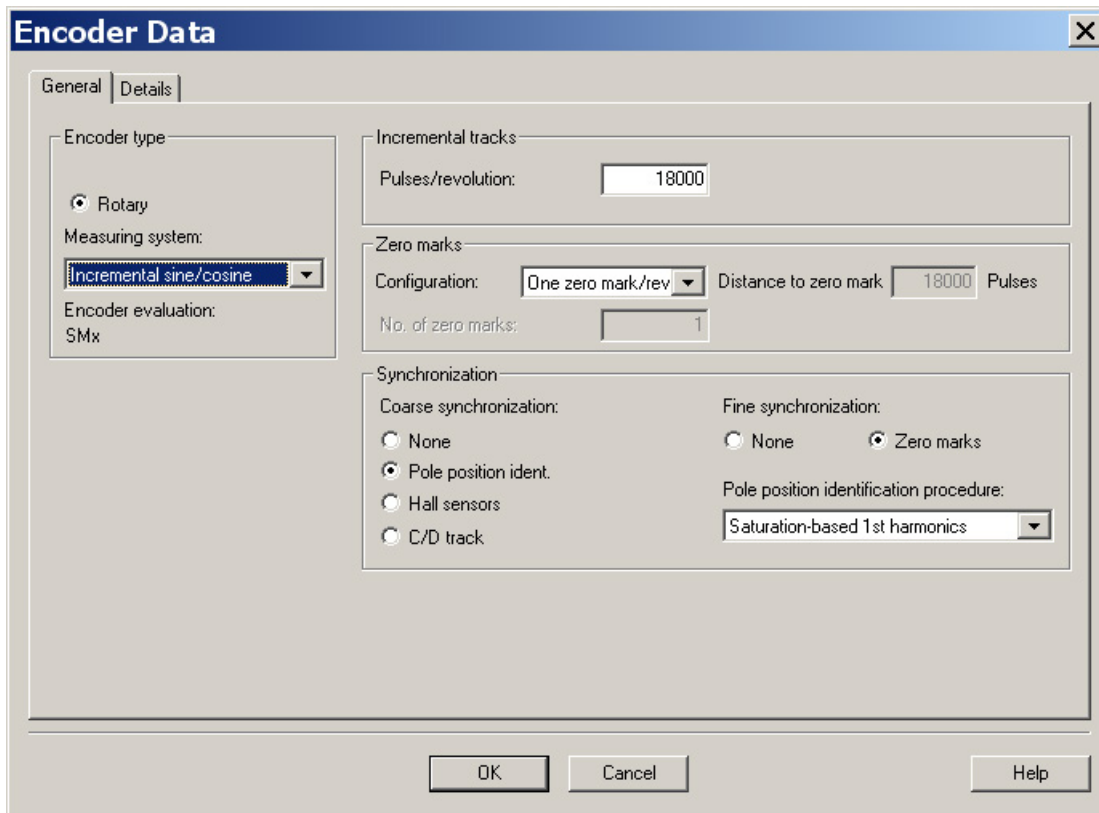 Encoder Data
General Details
Encoder type
Rotary
Measuring system:
Incremental sine/cosine
Encoder evaluation:
SMx
Incremental tracks
Pulses/revolution: 18000
Zero marks
Configuration: One zero mark/rev Distance to zero mark 18000 Pulses
No. of zero marks: 1
Synchronization
Coarse synchronization:
None
Pole position ident.
Hall sensors
C/D track
Fine synchronization:
None Zero marks
Pole position identification procedure:
Saturation-based 1st harmonics
OK Cancel Help